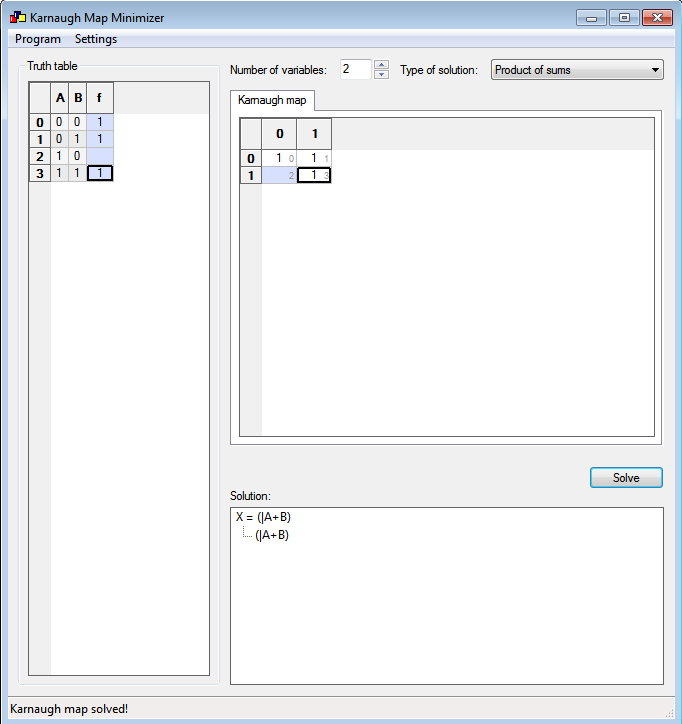 Karnaugh Map Minimizer
Program Settings
Truth table
A B f
0 0 0 1
1 0 1 1
2 1 0
3 1 1 1
Number of variables: 2 Type of solution: Product of sums
Karnaugh map
0 1
0 1 0 1 1
1 2 1 3
Solve
Solution:
X = (|A+B)
(|A+B)
Karnaugh map solved!